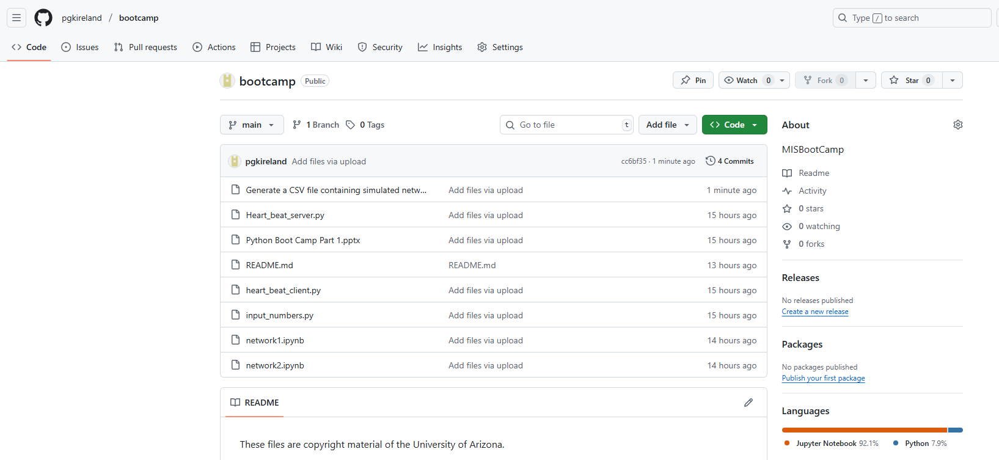 pgkireland / bootcamp
Type / to search
Code Issues Pull requests Actions Projects Wiki Security Insights Settings
bootcamp Public
Pin Watch 0 Fork 0 Star 0
main 1 Branch 0 Tags
Go to file t
Add file Code
pgkireland Add files via upload cc6bf35 · 1 minute ago 4 Commits
Generate a CSV file containing simulated netw... Add files via upload 1 minute ago
Heart_beat_server.py Add files via upload 15 hours ago
Python Boot Camp Part 1.pptx Add files via upload 15 hours ago
README.md README.md 13 hours ago
heart_beat_client.py Add files via upload 15 hours ago
input_numbers.py Add files via upload 15 hours ago
network1.ipynb Add files via upload 14 hours ago
network2.ipynb Add files via upload 14 hours ago
README
These files are copyright material of the University of Arizona.
About
MISBootCamp
Readme
Activity
0 stars
0 watching
0 forks
Releases
No releases published
Create a new release
Packages
No packages published
Publish your first package
Languages
Jupyter Notebook 92.1% Python 7.9%